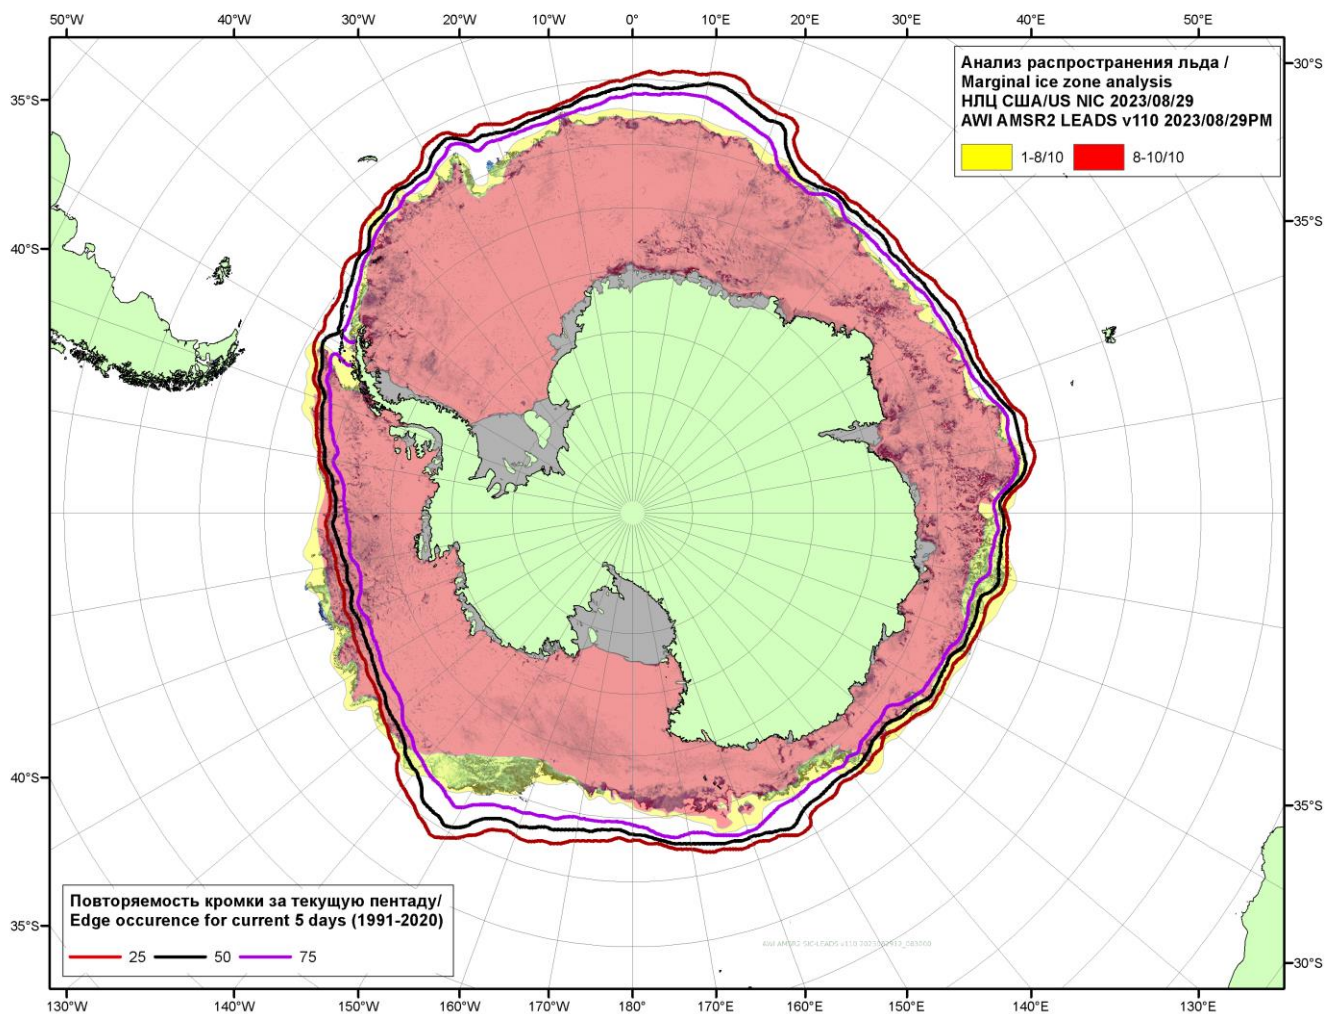 50°W 40°W 30°W 20°W 10°W 0° 10°E 20°E 30°E 40°E 50°E
30°S
35°S
Анализ распространения льда /
Marginal ice zone analysis
НЛЦ США/US NIC 2023/08/29
AWI AMSR2 LEADS v110 2023/08/29PM
1-8/10 8-10/10
35°S
40°S
40°S
35°S
Повторяемость кромки за текущую пентаду/
Edge occurence for current 5 days (1991-2020)
25 50 75
35°S
30°S
130°W 140°W 150°W 160°W 170°W 180° 170°E 160°E 150°E 140°E 130°E